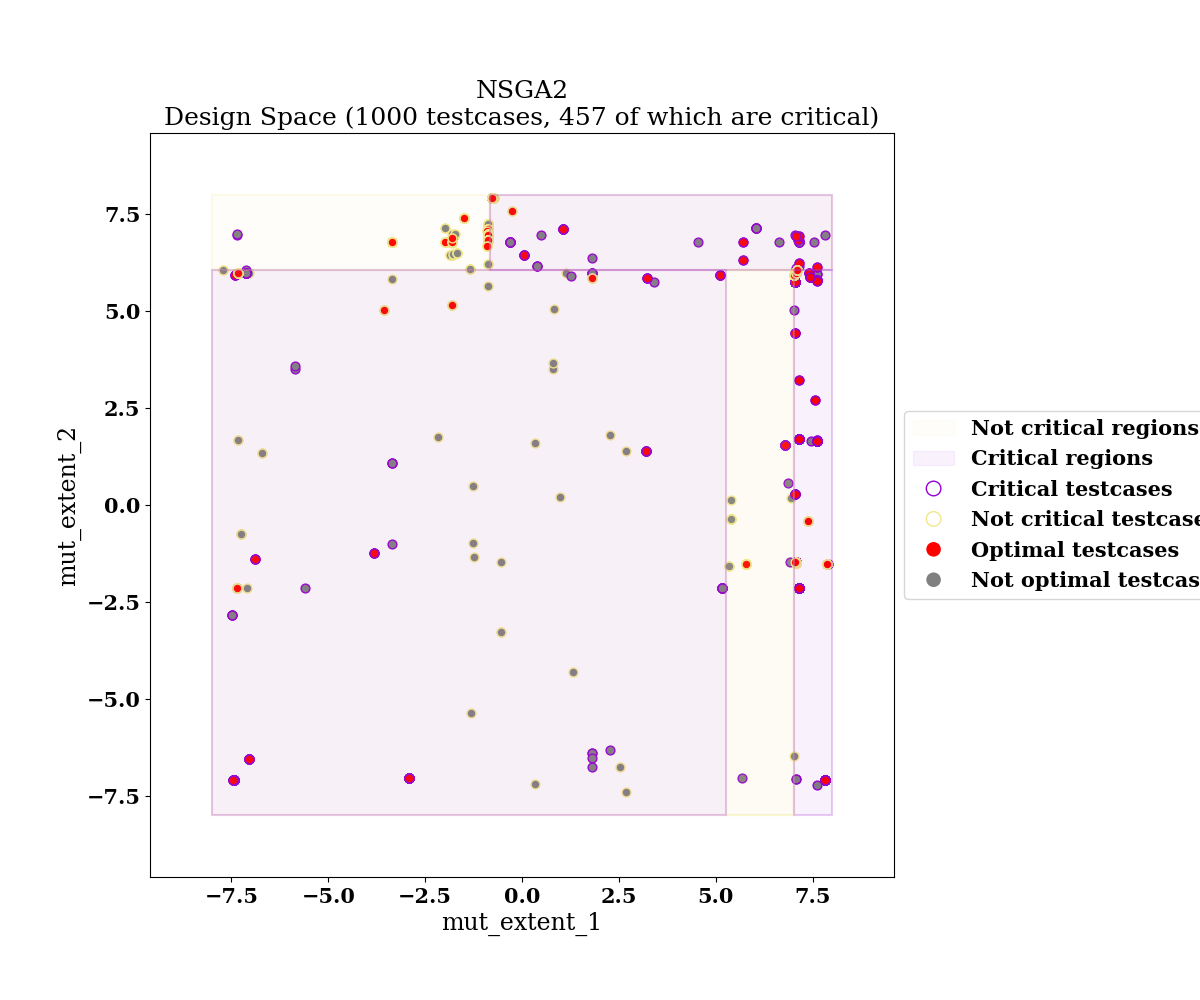 NSGA2
Design Space (1000 testcases, 457 of which are critical)
7.5
5.0
2.5
0.0
−2.5
−5.0
−7.5
mut_extent_2
−7.5 −5.0 −2.5 0.0 2.5 5.0 7.5
mut_extent_1
Not critical regions
Critical regions
Critical testcases
Not critical testcase
Optimal testcases
Not optimal testcas